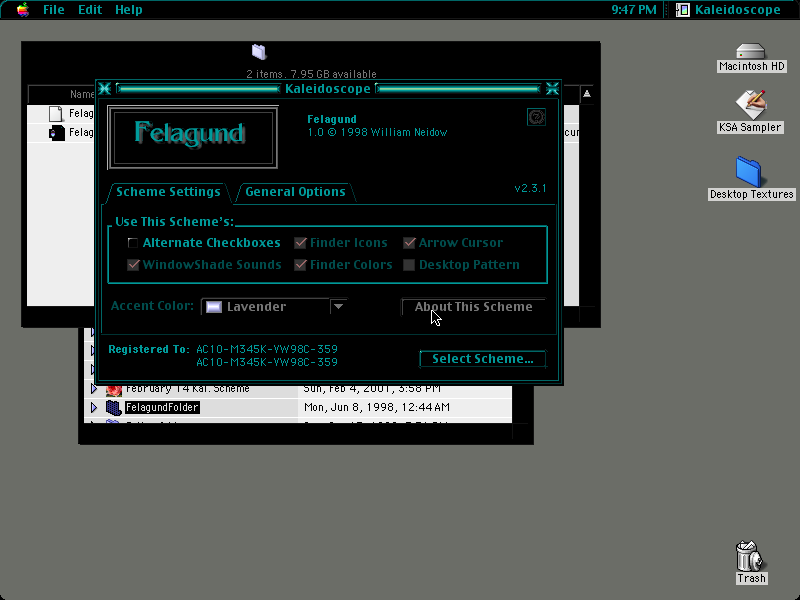 File Edit Help
9:47 PM Kaleidoscope
2 items, 7.95 GB available
Name
Felag
Felag
Kaleidoscope
Felagund
Felagund
1.0 © 1998 William Neidow
Scheme Settings General Options
v2.3.1
Use This Scheme's:
Alternate Checkboxes Finder Icons Arrow Cursor
WindowShade Sounds Finder Colors Desktop Pattern
Accent Color: Lavender About This Scheme
Registered To: AC10-M345K-VW98C-359
AC10-M345K-VW98C-359
Select Scheme...
February 14 Kal. Scheme Sun, Feb 4, 2001, 3:58 PM
FelagundFolder Mon, Jun 8, 1998, 12:44 AM
Macintosh HD
KSA Sampler
Desktop Textures
Trash